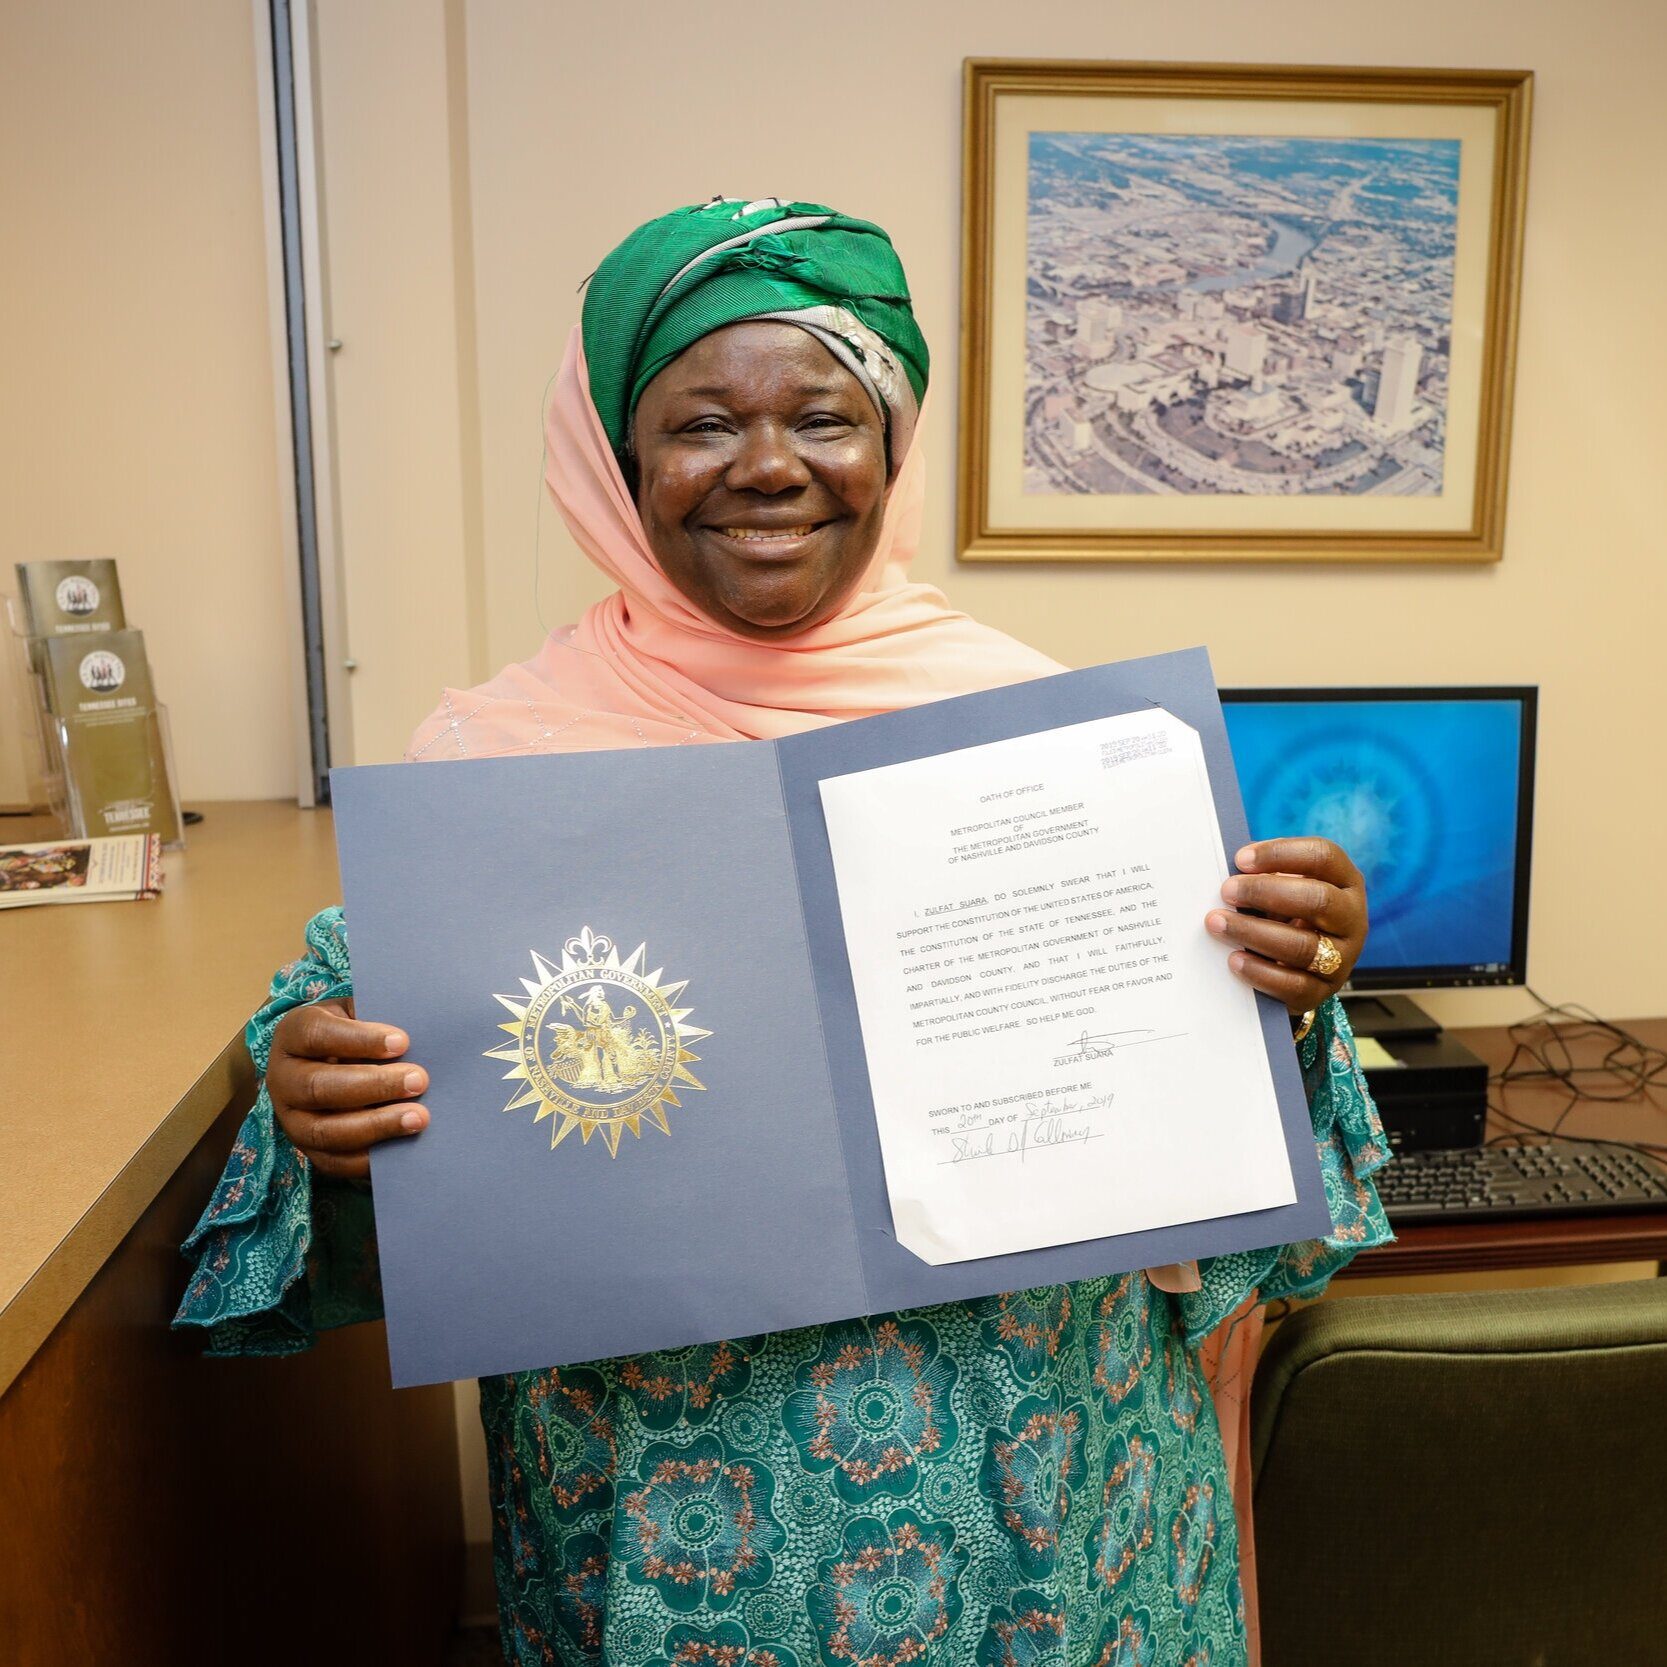 TENNESSEE
OATH OF OFFICE
METROPOLITAN COUNCIL MEMBER
OF
THE METROPOLITAN GOVERNMENT
OF NASHVILLE AND DAVIDSON COUNTY
I, ZULFAT SUARA, DO SOLEMNLY SWEAR THAT I WILL
SUPPORT THE CONSTITUTION OF THE UNITED STATES OF AMERICA,
THE CONSTITUTION OF THE STATE OF TENNESSEE, AND THE
CHARTER OF THE METROPOLITAN GOVERNMENT OF NASHVILLE
AND DAVIDSON COUNTY, AND THAT I WILL FAITHFULLY,
IMPARTIALLY, AND WITH FIDELITY DISCHARGE THE DUTIES OF THE
METROPOLITAN COUNTY COUNCIL, WITHOUT FEAR OR FAVOR AND
FOR THE PUBLIC WELFARE. SO HELP ME GOD.
ZULFAT SUARA
SWORN TO AND SUBSCRIBED BEFORE ME
THIS 20TH DAY OF September, 2019
METROPOLITAN GOVERNMENT
OF NASHVILLE AND DAVIDSON COUNTY